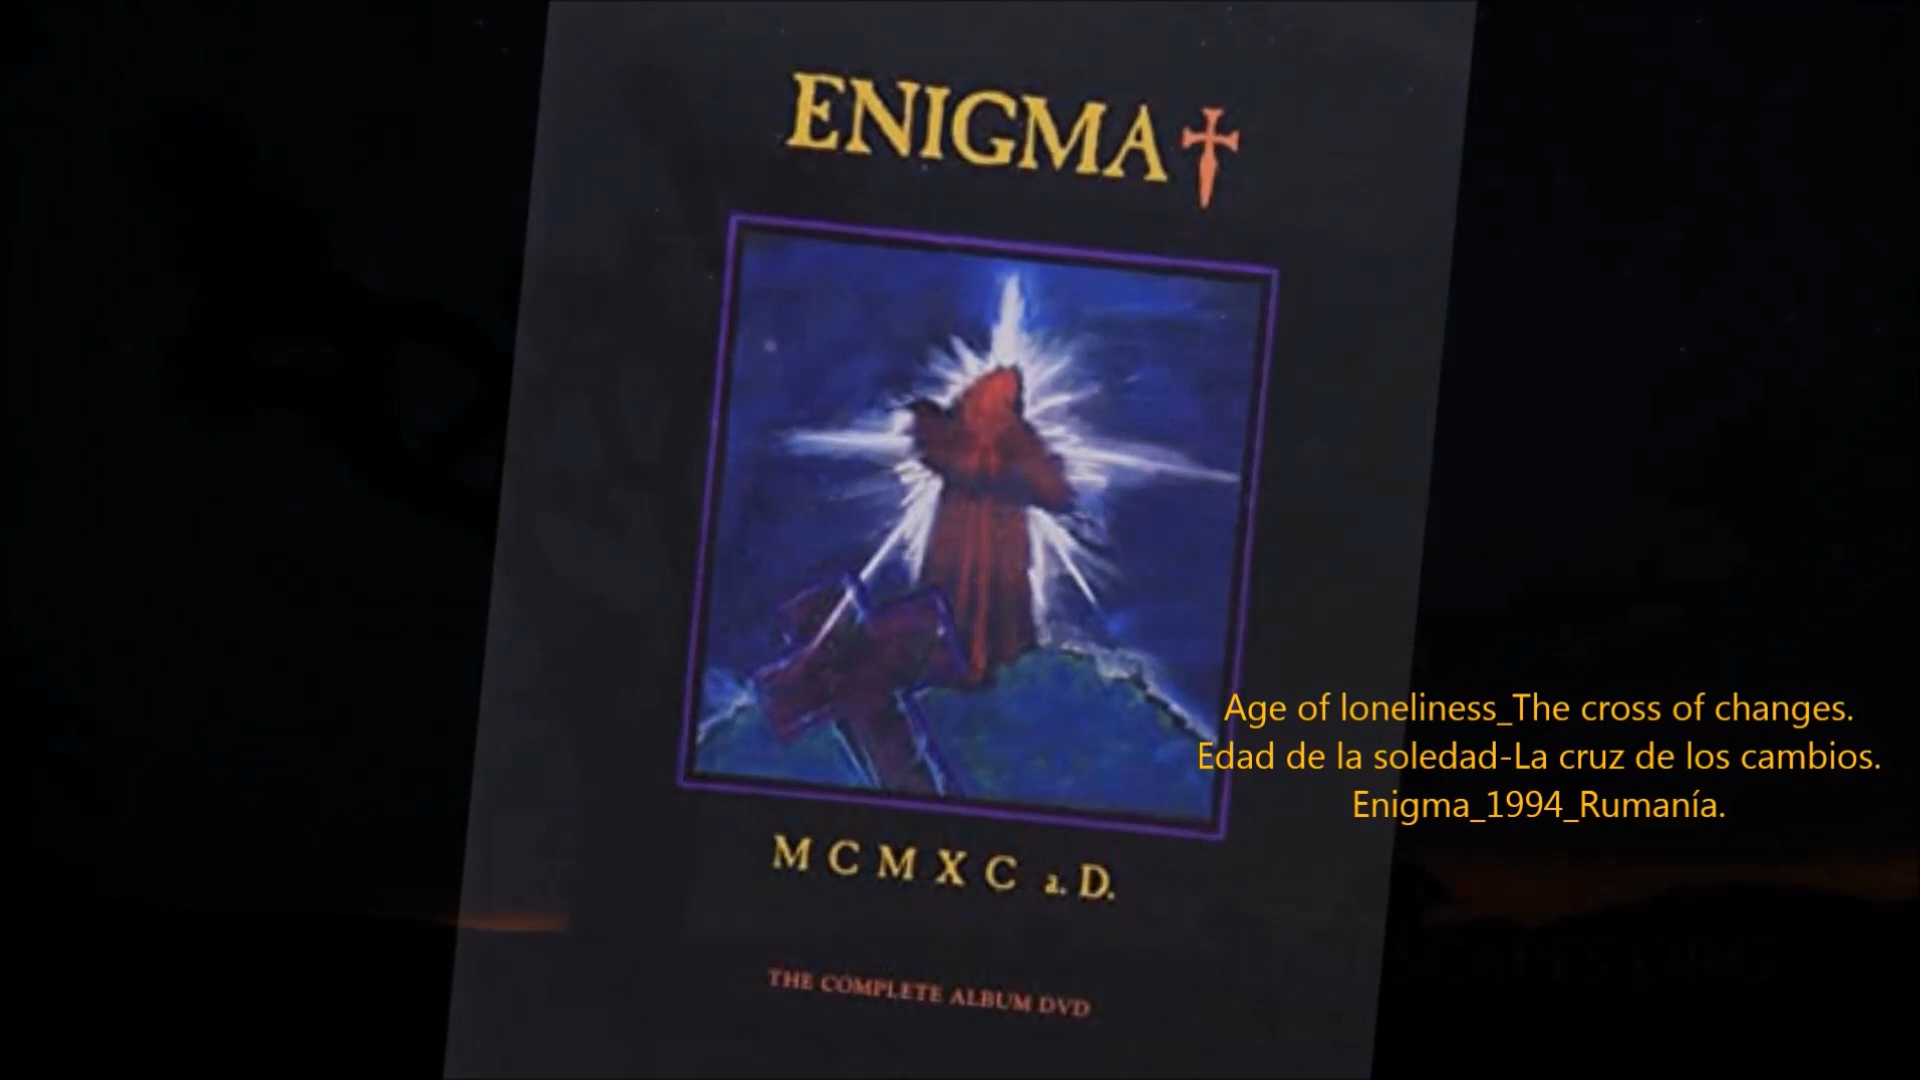 ENIGMA
MCMXC a.D.
THE COMPLETE ALBUM DVD
Age of loneliness_The cross of changes.
Edad de la soledad-La cruz de los cambios.
Enigma_1994_Rumanía.